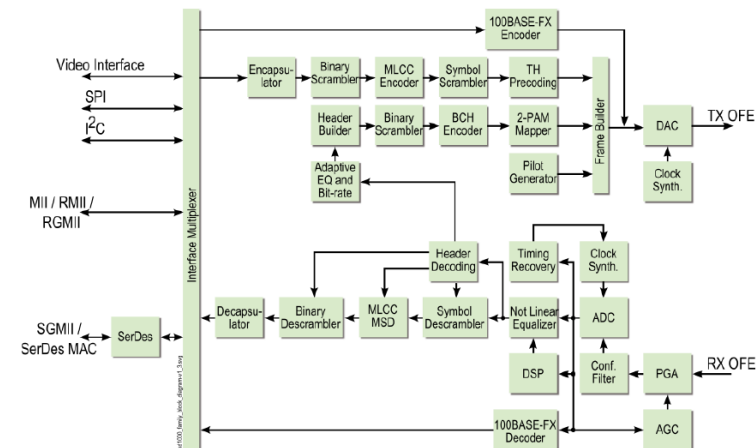 100BASE-FX
Encoder
Video Interface
Encapsu-
lator
Binary
Scrambler
MLCC
Encoder
Symbol
Scrambler
TH
Precoding
SPI
I2C
Header
Builder
Binary
Scrambler
BCH
Encoder
2-PAM
Mapper
Frame Builder
DAC
TX OFE
Adaptive
EQ and
Bit-rate
Pilot
Generator
Clock
Synth.
MII / RMII /
RGMII
Interface Multiplexer
Header
Decoding
Timing
Recovery
Clock
Synth.
Decapsu-
lator
Binary
Descrambler
MLCC
MSD
Symbol
Descrambler
Not Linear
Equalizer
ADC
SGMII /
SerDes MAC
SerDes
DSP
Conf.
Filter
PGA
RX OFE
100BASE-FX
Decoder
AGC